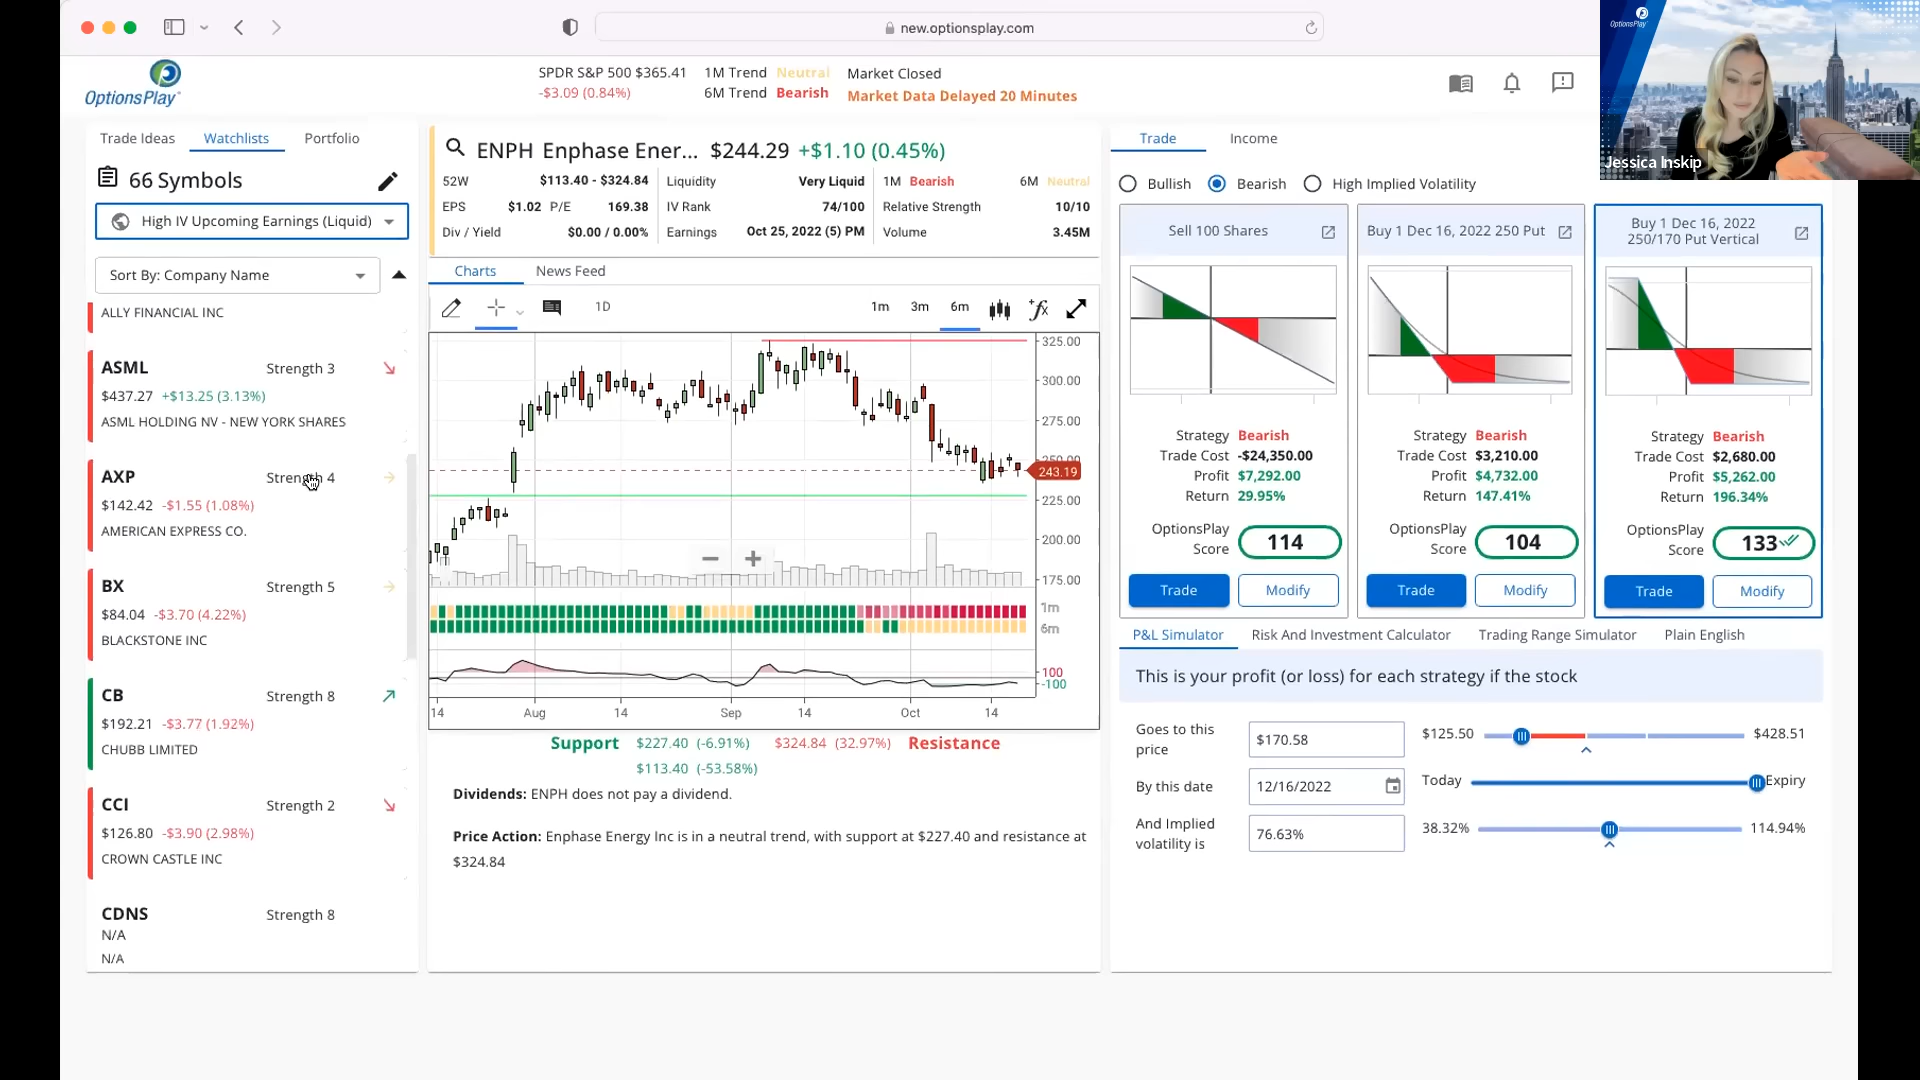 new.optionsplay.com
OptionsPlay
Jessica Inskip
OptionsPlay
SPDR S&P 500 $365.41
-$3.09 (0.84%)
1M Trend Neutral
6M Trend Bearish
Market Closed
Market Data Delayed 20 Minutes
Trade Ideas
Watchlists
Portfolio
66 Symbols
High IV Upcoming Earnings (Liquid)
Sort By: Company Name
ALLY FINANCIAL INC
ASML
Strength 3
$437.27 +$13.25 (3.13%)
ASML HOLDING NV - NEW YORK SHARES
AXP
Strength 4
$142.42 -$1.55 (1.08%)
AMERICAN EXPRESS CO.
BX
Strength 5
$84.04 -$3.70 (4.22%)
BLACKSTONE INC
CB
Strength 8
$192.21 -$3.77 (1.92%)
CHUBB LIMITED
CCI
Strength 2
$126.80 -$3.90 (2.98%)
CROWN CASTLE INC
CDNS
Strength 8
N/A
N/A
ENPH Enphase Ener... $244.29 +$1.10 (0.45%)
52W $113.40 - $324.84
Liquidity Very Liquid
1M Bearish
6M Neutral
EPS $1.02 P/E 169.38
IV Rank 74/100
Relative Strength 10/10
Div / Yield $0.00 / 0.00%
Earnings Oct 25, 2022 (5) PM
Volume 3.45M
Charts
News Feed
1D
1m
3m
6m
325.00
300.00
275.00
250.00
243.19
225.00
200.00
175.00
1m
6m
100
-100
14
Aug
14
Sep
14
Oct
14
Support $227.40 (-6.91%) $324.84 (32.97%) Resistance
$113.40 (-53.58%)
Dividends: ENPH does not pay a dividend.
Price Action: Enphase Energy Inc is in a neutral trend, with support at $227.40 and resistance at
$324.84
Trade
Income
Bullish
Bearish
High Implied Volatility
Sell 100 Shares
Strategy Bearish
Trade Cost -$24,350.00
Profit $7,292.00
Return 29.95%
OptionsPlay
Score
114
Trade
Modify
Buy 1 Dec 16, 2022 250 Put
Strategy Bearish
Trade Cost $3,210.00
Profit $4,732.00
Return 147.41%
OptionsPlay
Score
104
Trade
Modify
Buy 1 Dec 16, 2022
250/170 Put Vertical
Strategy Bearish
Trade Cost $2,680.00
Profit $5,262.00
Return 196.34%
OptionsPlay
Score
133
Trade
Modify
P&L Simulator
Risk And Investment Calculator
Trading Range Simulator
Plain English
This is your profit (or loss) for each strategy if the stock
Goes to this
price
$170.58
$125.50
$428.51
By this date
12/16/2022
Today
Expiry
And Implied
volatility is
76.63%
38.32%
114.94%